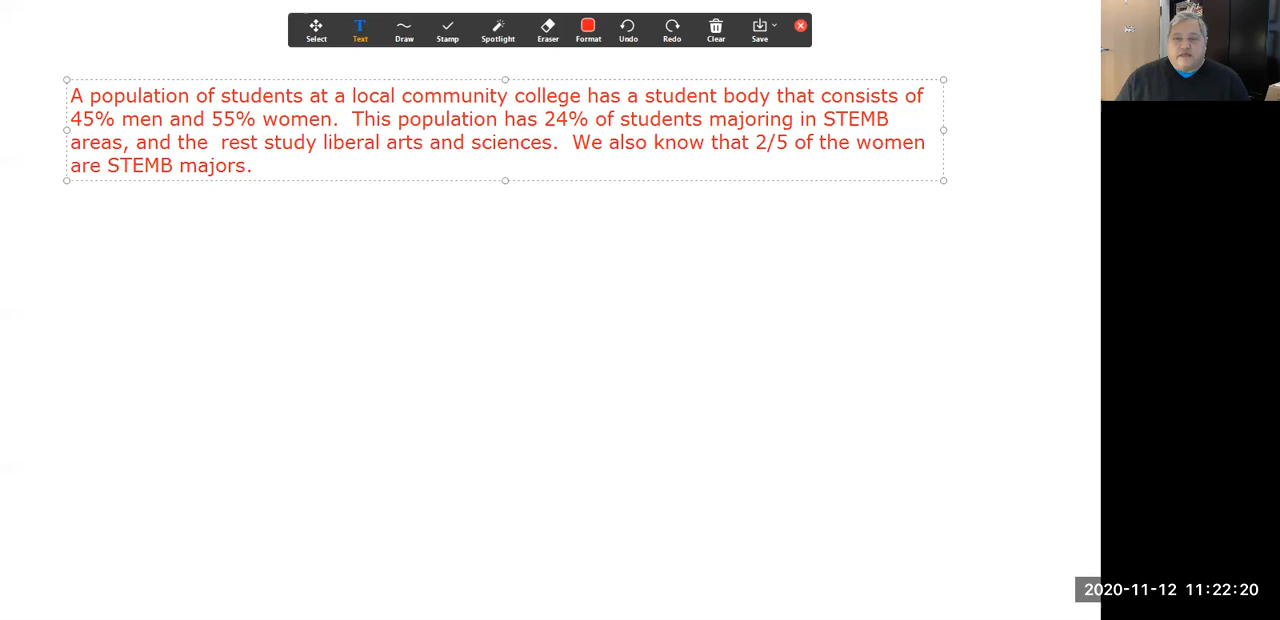 Select Text Draw Stamp Spotlight Eraser Format Undo Redo Clear Save
A population of students at a local community college has a student body that consists of
45% men and 55% women.  This population has 24% of students majoring in STEMB
areas, and the  rest study liberal arts and sciences.  We also know that 2/5 of the women
are STEMB majors.
2020-11-12 11:22:20